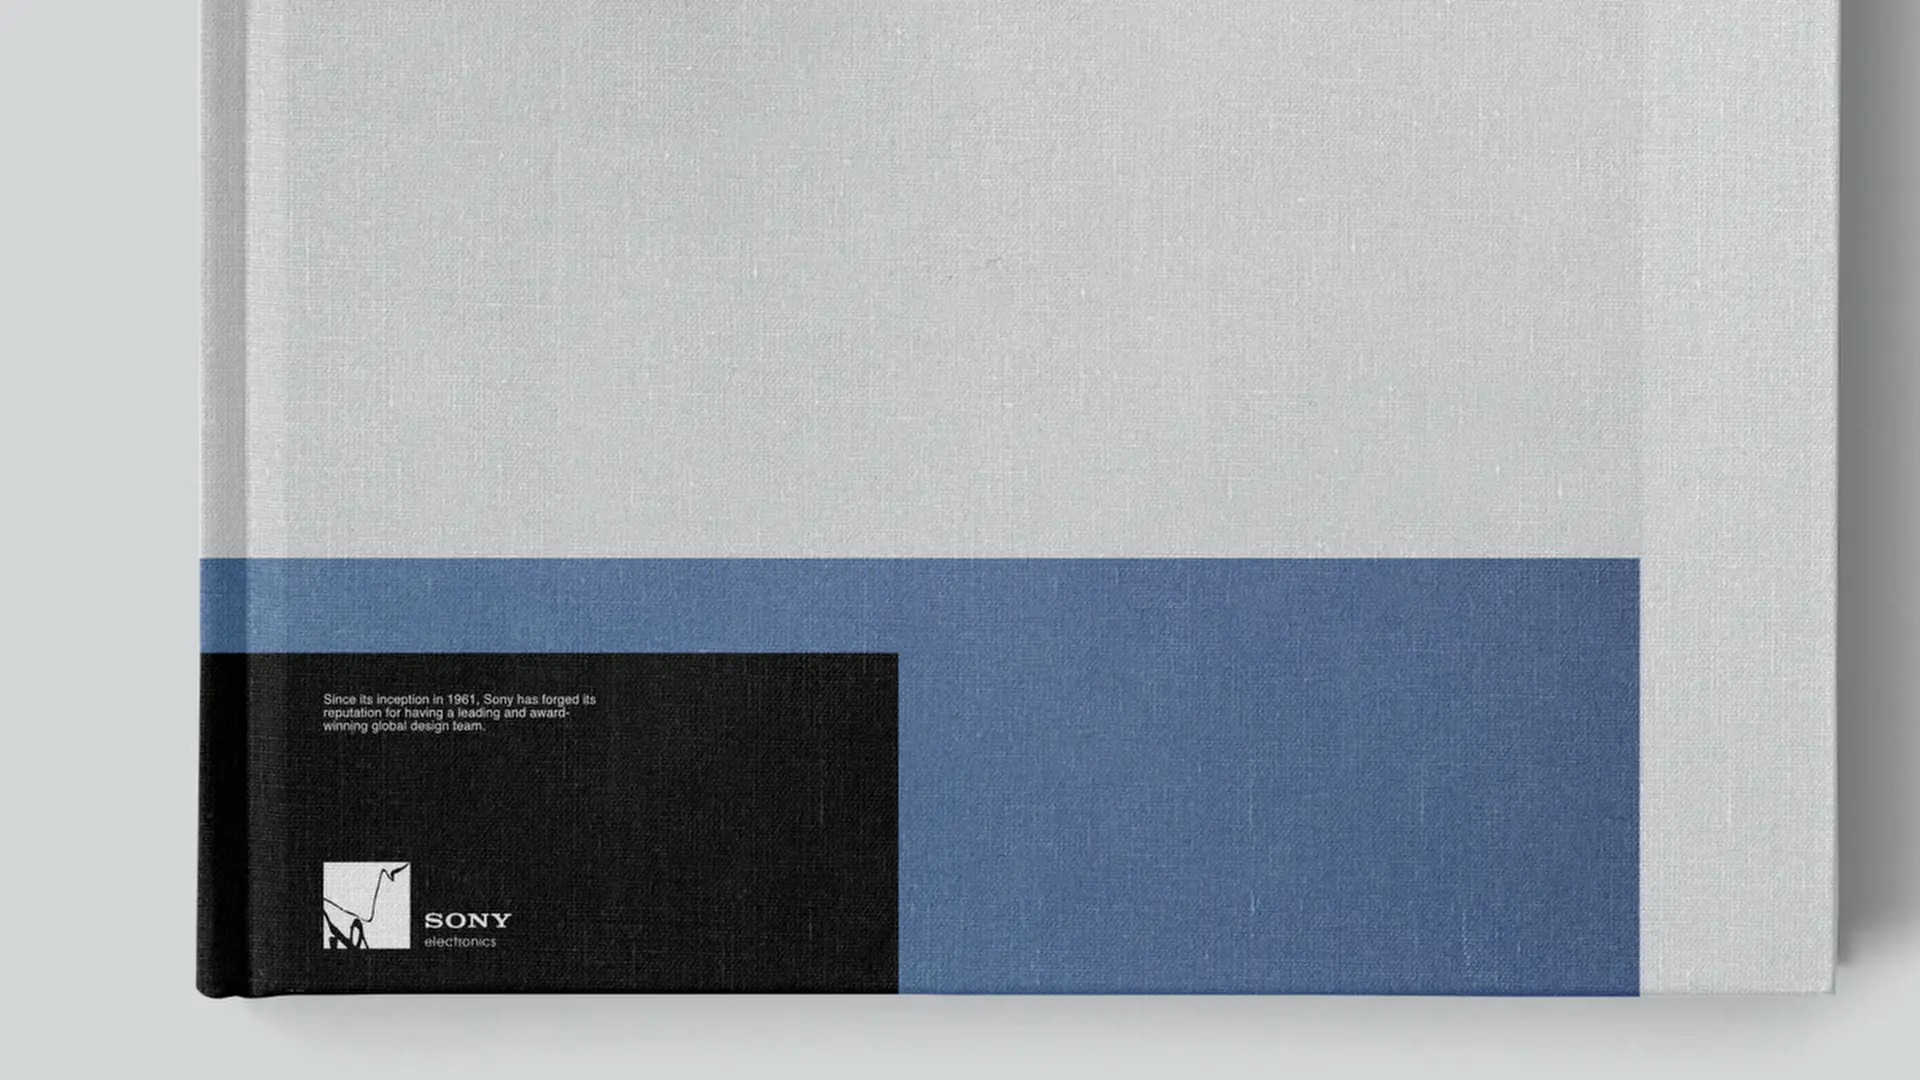 Since its inception in 1961, Sony has forged its
reputation for having a leading and award-
winning global design team.
SONY
electronics